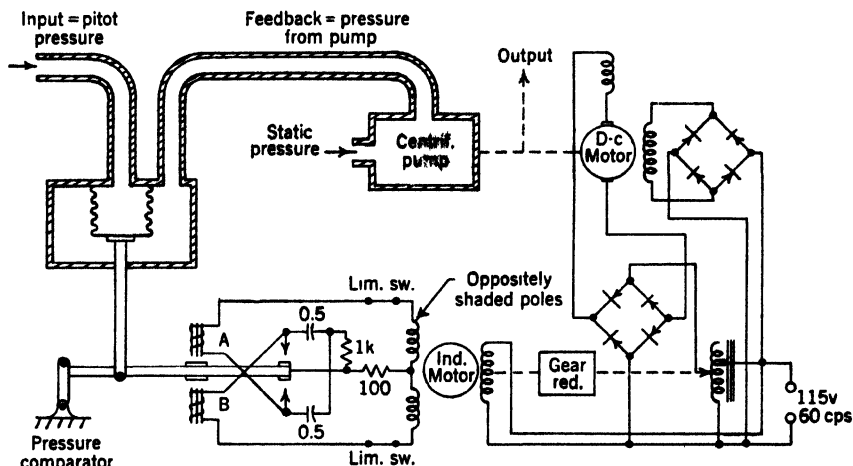 Input = pitot
pressure
Feedback = pressure
from pump
Output
Static
pressure
Centrif.
pump
D-c
Motor
Lim. sw.
Oppositely
shaded poles
0.5
A
1k
100
B
0.5
Ind.
Motor
Gear
red.
115v
60 cps
Lim. sw.
Pressure
comparator